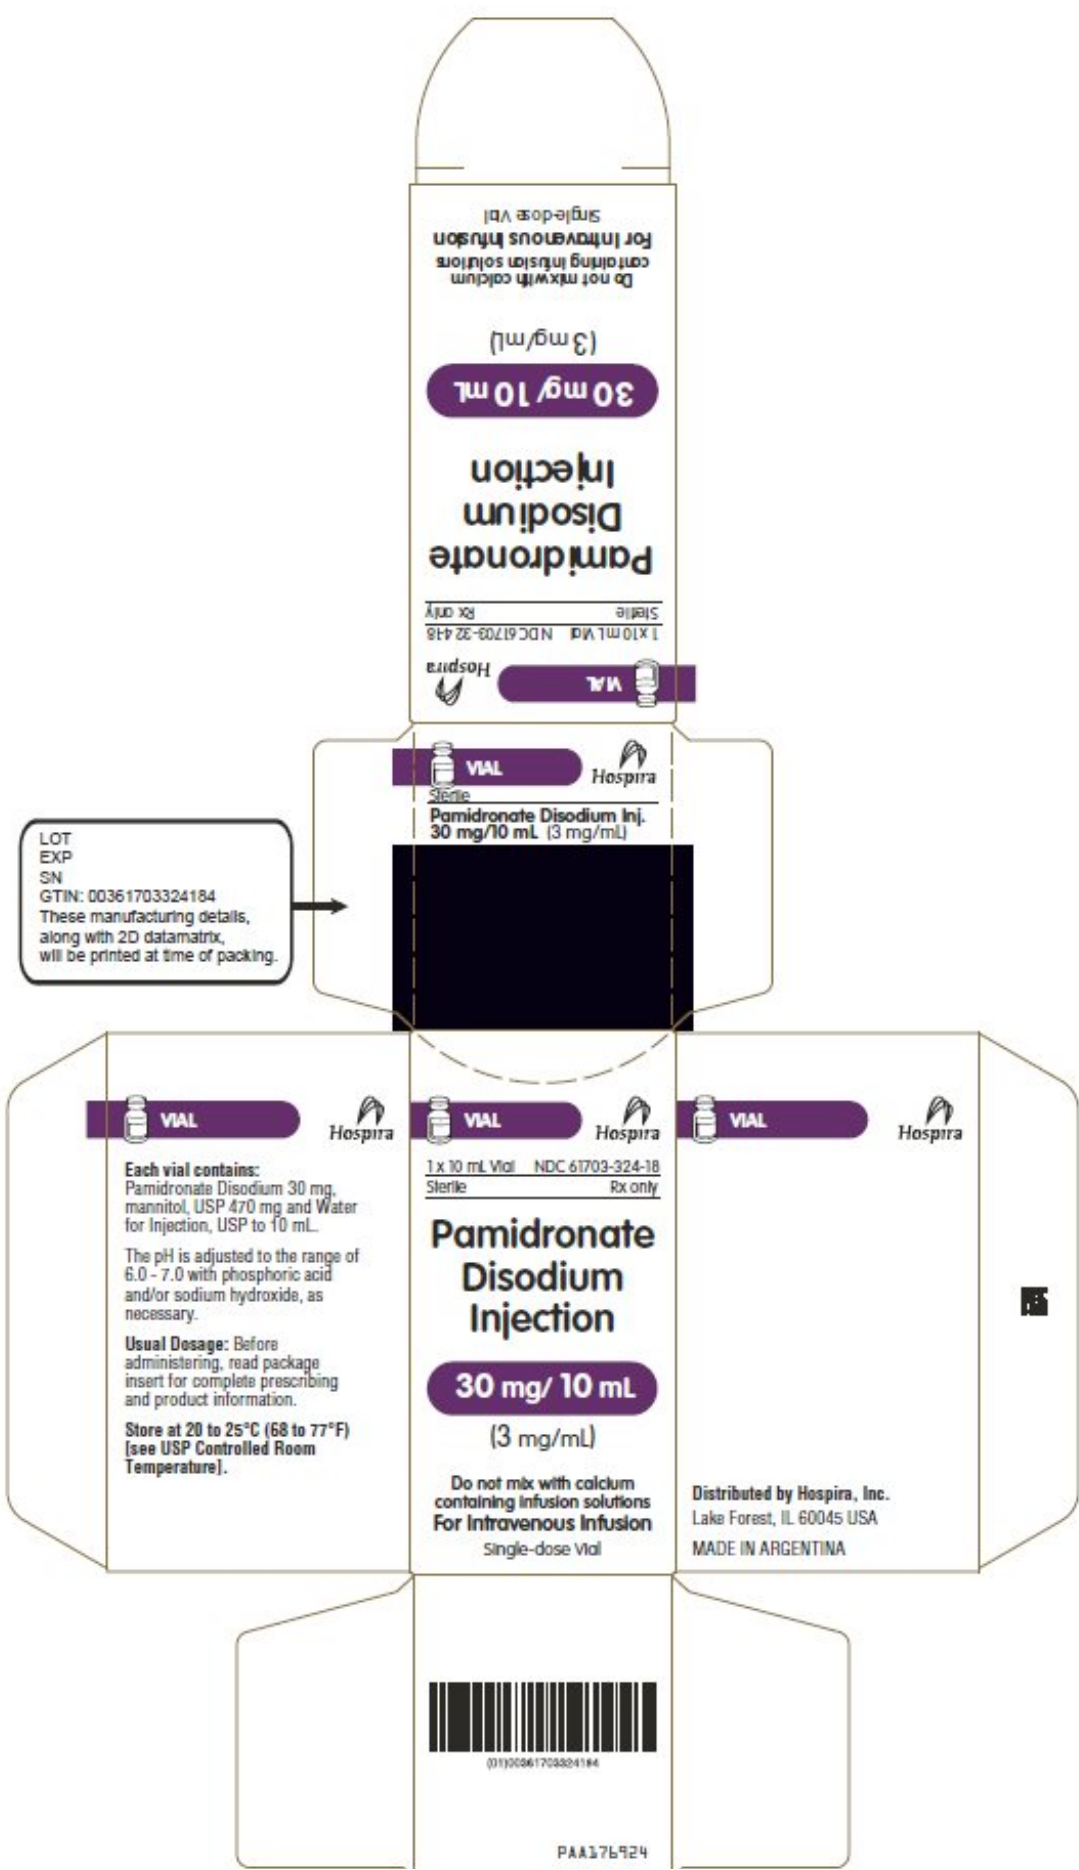 Single-dose Vial
For Intravenous Infusion
containing infusion solutions
Do not mix with calcium
(3 mg/mL)
30 mg/10 mL
Injection
Disodium
Pamidronate
Sterile Rx only
1 x 10 mL Vial NDC 61703-324-18
VIAL Hospira
VIAL Hospira
Sterile
Pamidronate Disodium Inj.
30 mg/10 mL (3 mg/mL)
LOT
EXP
SN
GTIN: 00361703324184
These manufacturing details,
along with 2D datamatrix,
will be printed at time of packing.
VIAL Hospira
Each vial contains:
Pamidronate Disodium 30 mg,
mannitol, USP 470 mg and Water
for Injection, USP to 10 mL.
The pH is adjusted to the range of
6.0 - 7.0 with phosphoric acid
and/or sodium hydroxide, as
necessary.
Usual Dosage: Before
administering, read package
insert for complete prescribing
and product information.
Store at 20 to 25°C (68 to 77°F)
[see USP Controlled Room
Temperature].
VIAL Hospira
1 x 10 mL Vial NDC 61703-324-18
Sterile Rx only
Pamidronate
Disodium
Injection
30 mg/ 10 mL
(3 mg/mL)
Do not mix with calcium
containing infusion solutions
For Intravenous Infusion
Single-dose Vial
VIAL Hospira
Distributed by Hospira, Inc.
Lake Forest, IL 60045 USA
MADE IN ARGENTINA
(01)00361703324184
PAA176924